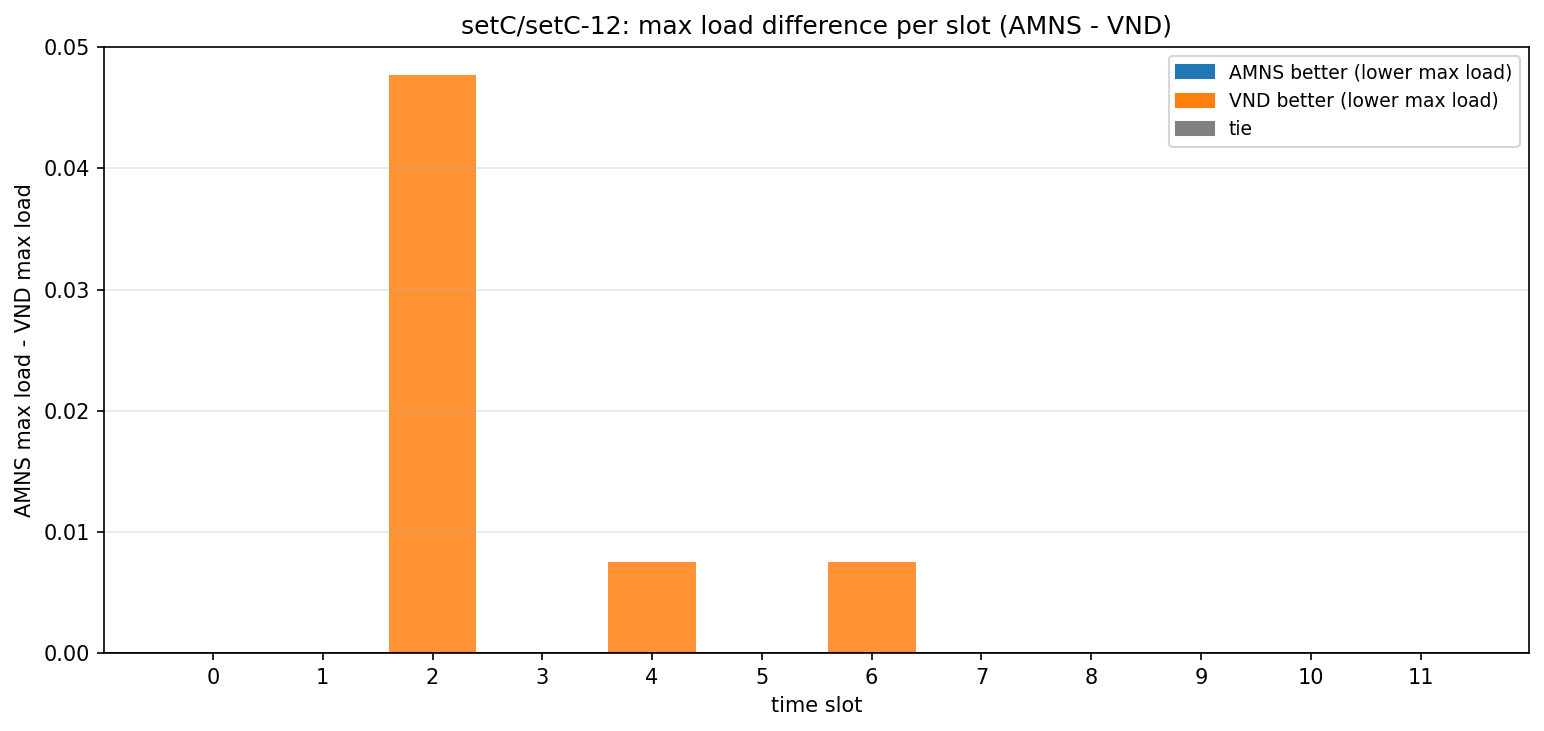 setC/setC-12: max load difference per slot (AMNS - VND)
AMNS better (lower max load)
VND better (lower max load)
tie
AMNS max load - VND max load
0.05
0.04
0.03
0.02
0.01
0.00
0 1 2 3 4 5 6 7 8 9 10 11
time slot